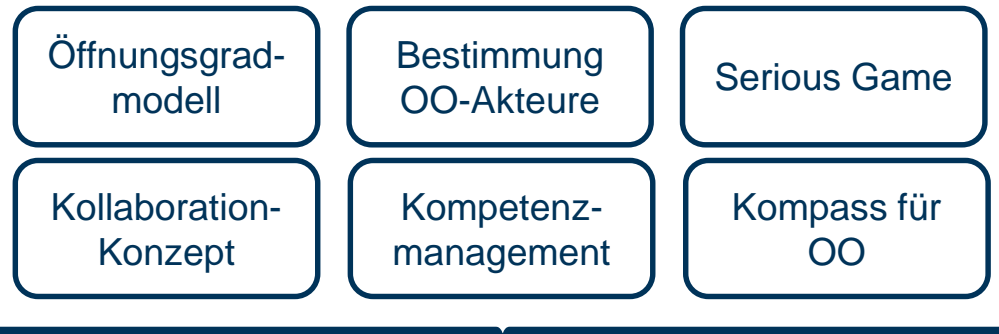 Öffnungsgrad-
modell
Bestimmung
OO-Akteure
Serious Game
Kollaboration-
Konzept
Kompetenz-
management
Kompass für
OO